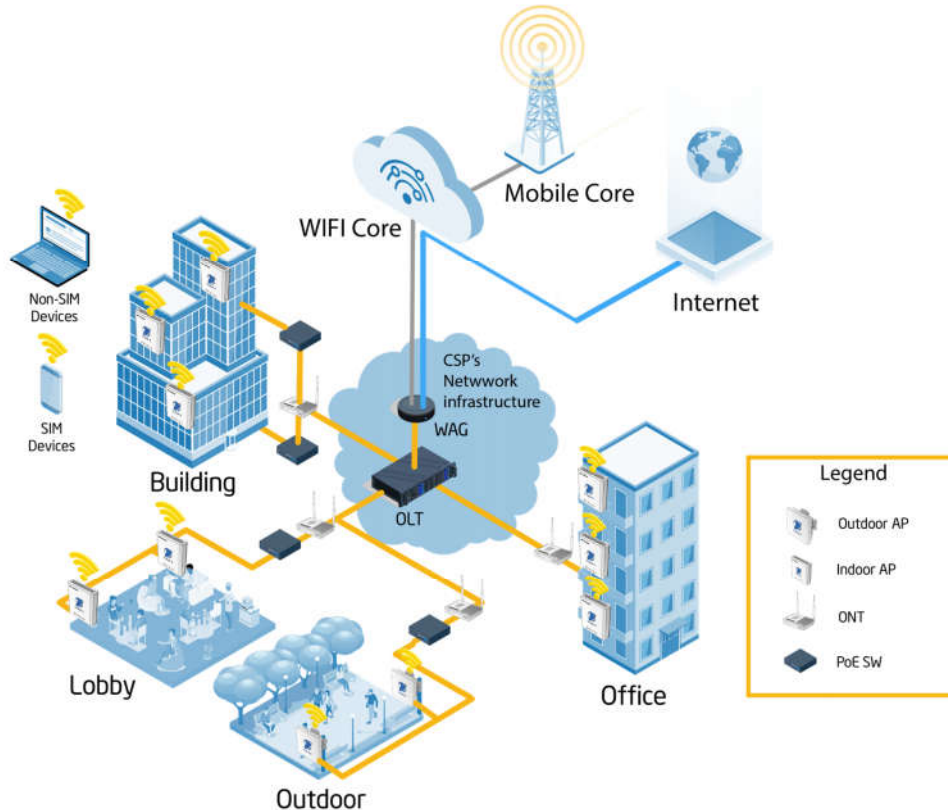 Mobile Core
WIFI Core
Internet
Non-SIM
Devices
SIM
Devices
CSP's
Netwwork
infrastructure
WAG
OLT
Building
Lobby
Outdoor
Office
Legend
Outdoor AP
Indoor AP
ONT
PoE SW